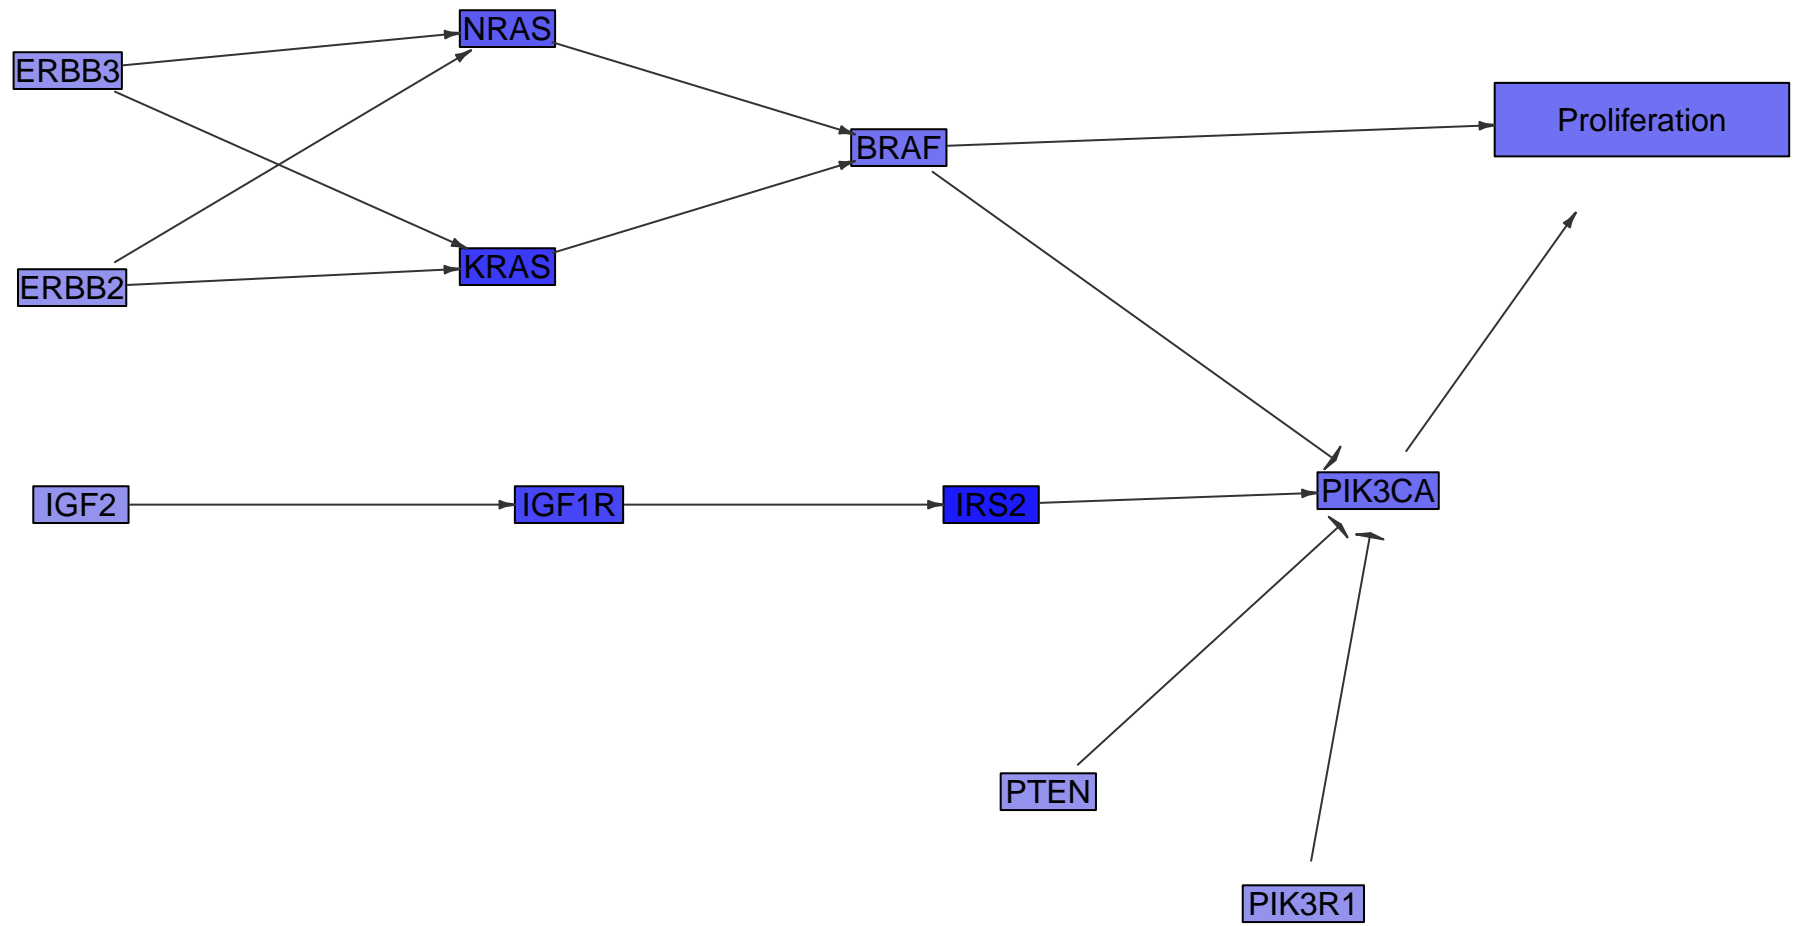 NRAS
ERBB3
Proliferation
BRAF
KRAS
ERBB2
IGF2
IGF1R
IRS2
PIK3CA
PTEN
PIK3R1